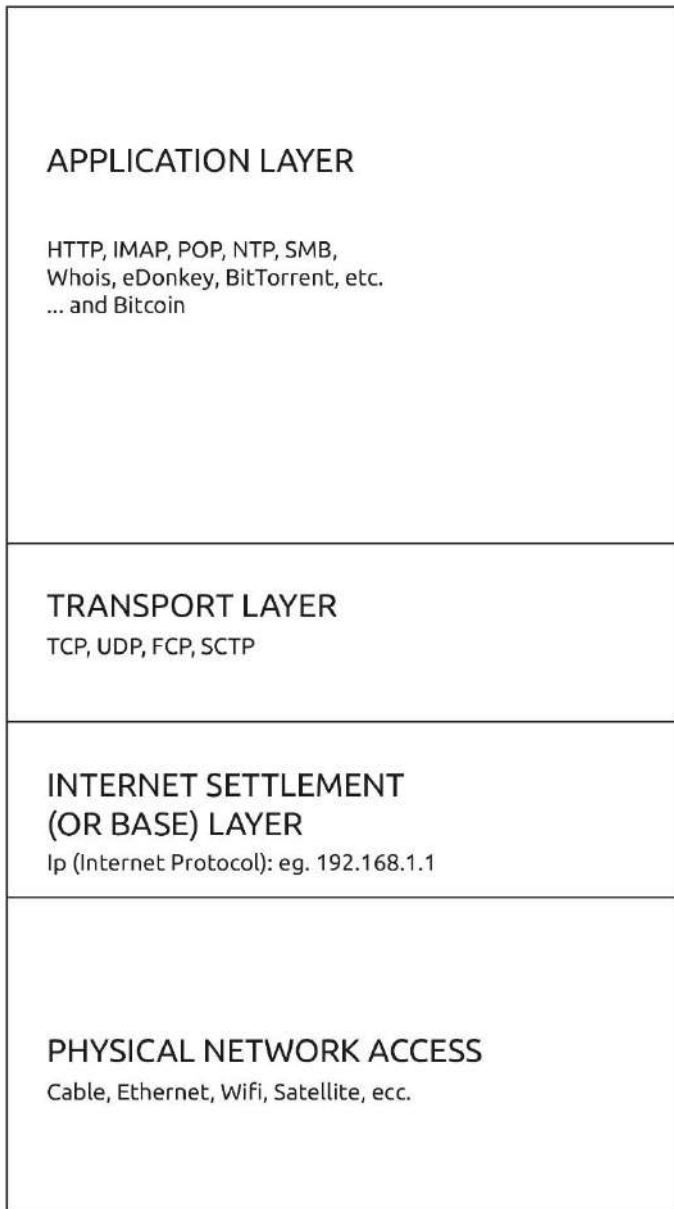 APPLICATION LAYER
HTTP, IMAP, POP, NTP, SMB,
Whois, eDonkey, BitTorrent, etc.
... and Bitcoin
TRANSPORT LAYER
TCP, UDP, FCP, SCTP
INTERNET SETTLEMENT
(OR BASE) LAYER
Ip (Internet Protocol): eg. 192.168.1.1
PHYSICAL NETWORK ACCESS
Cable, Ethernet, Wifi, Satellite, ecc.